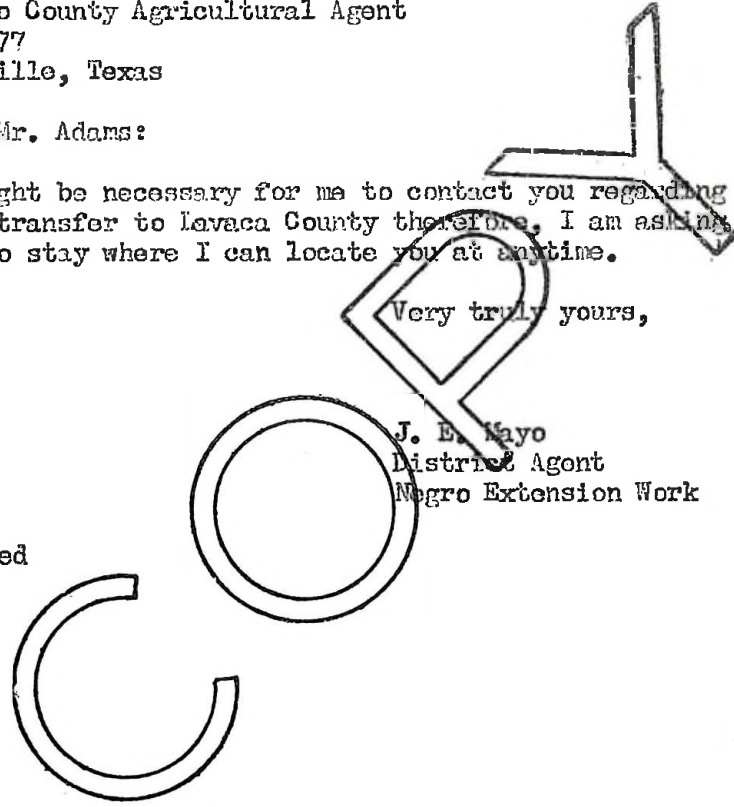 o County Agricultural Agent
77
ille, Texas
Mr. Adams:
ght be necessary for me to contact you regarding
transfer to Lavaca County therefore, I am asking
o stay where I can locate you at anytime.
Very truly yours,
J. E. Mayo
District Agent
Negro Extension Work
ed
COPY